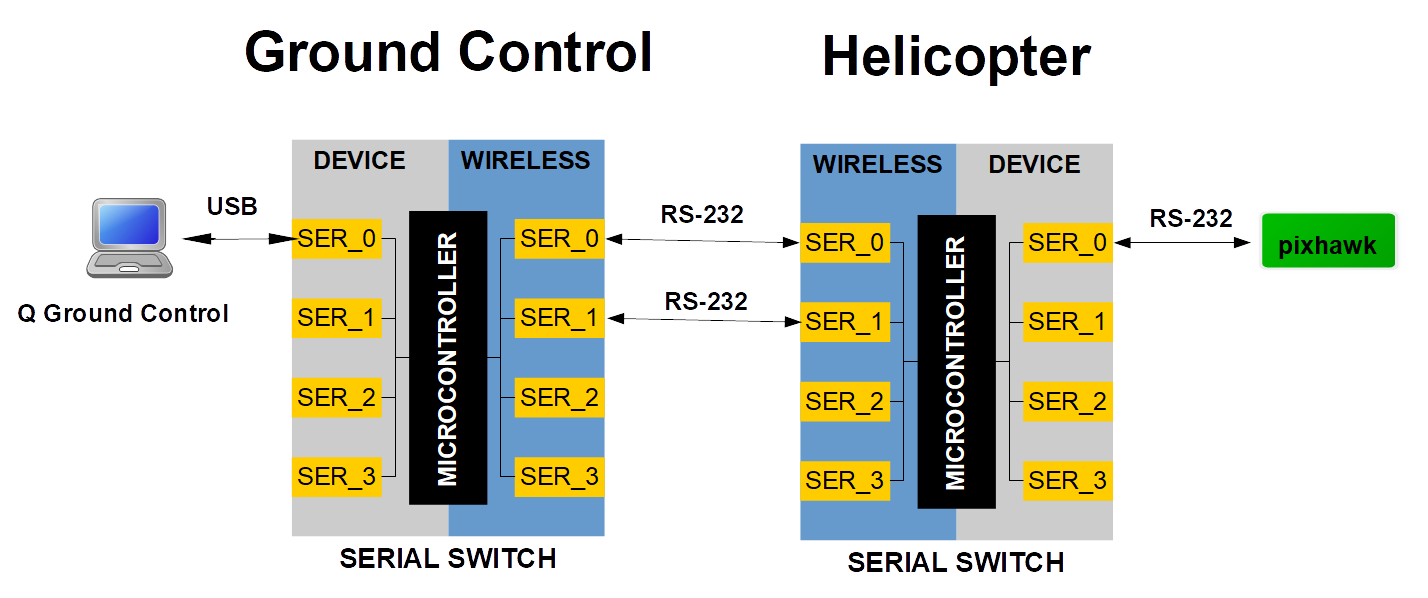 Ground Control
Helicopter
DEVICE
WIRELESS
WIRELESS
DEVICE
USB
RS-232
RS-232
SER_0
SER_0
SER_0
SER_0
pixhawk
Q Ground Control
RS-232
SER_1
SER_1
SER_1
SER_1
MICROCONTROLLER
MICROCONTROLLER
SER_2
SER_2
SER_2
SER_2
SER_3
SER_3
SER_3
SER_3
SERIAL SWITCH
SERIAL SWITCH